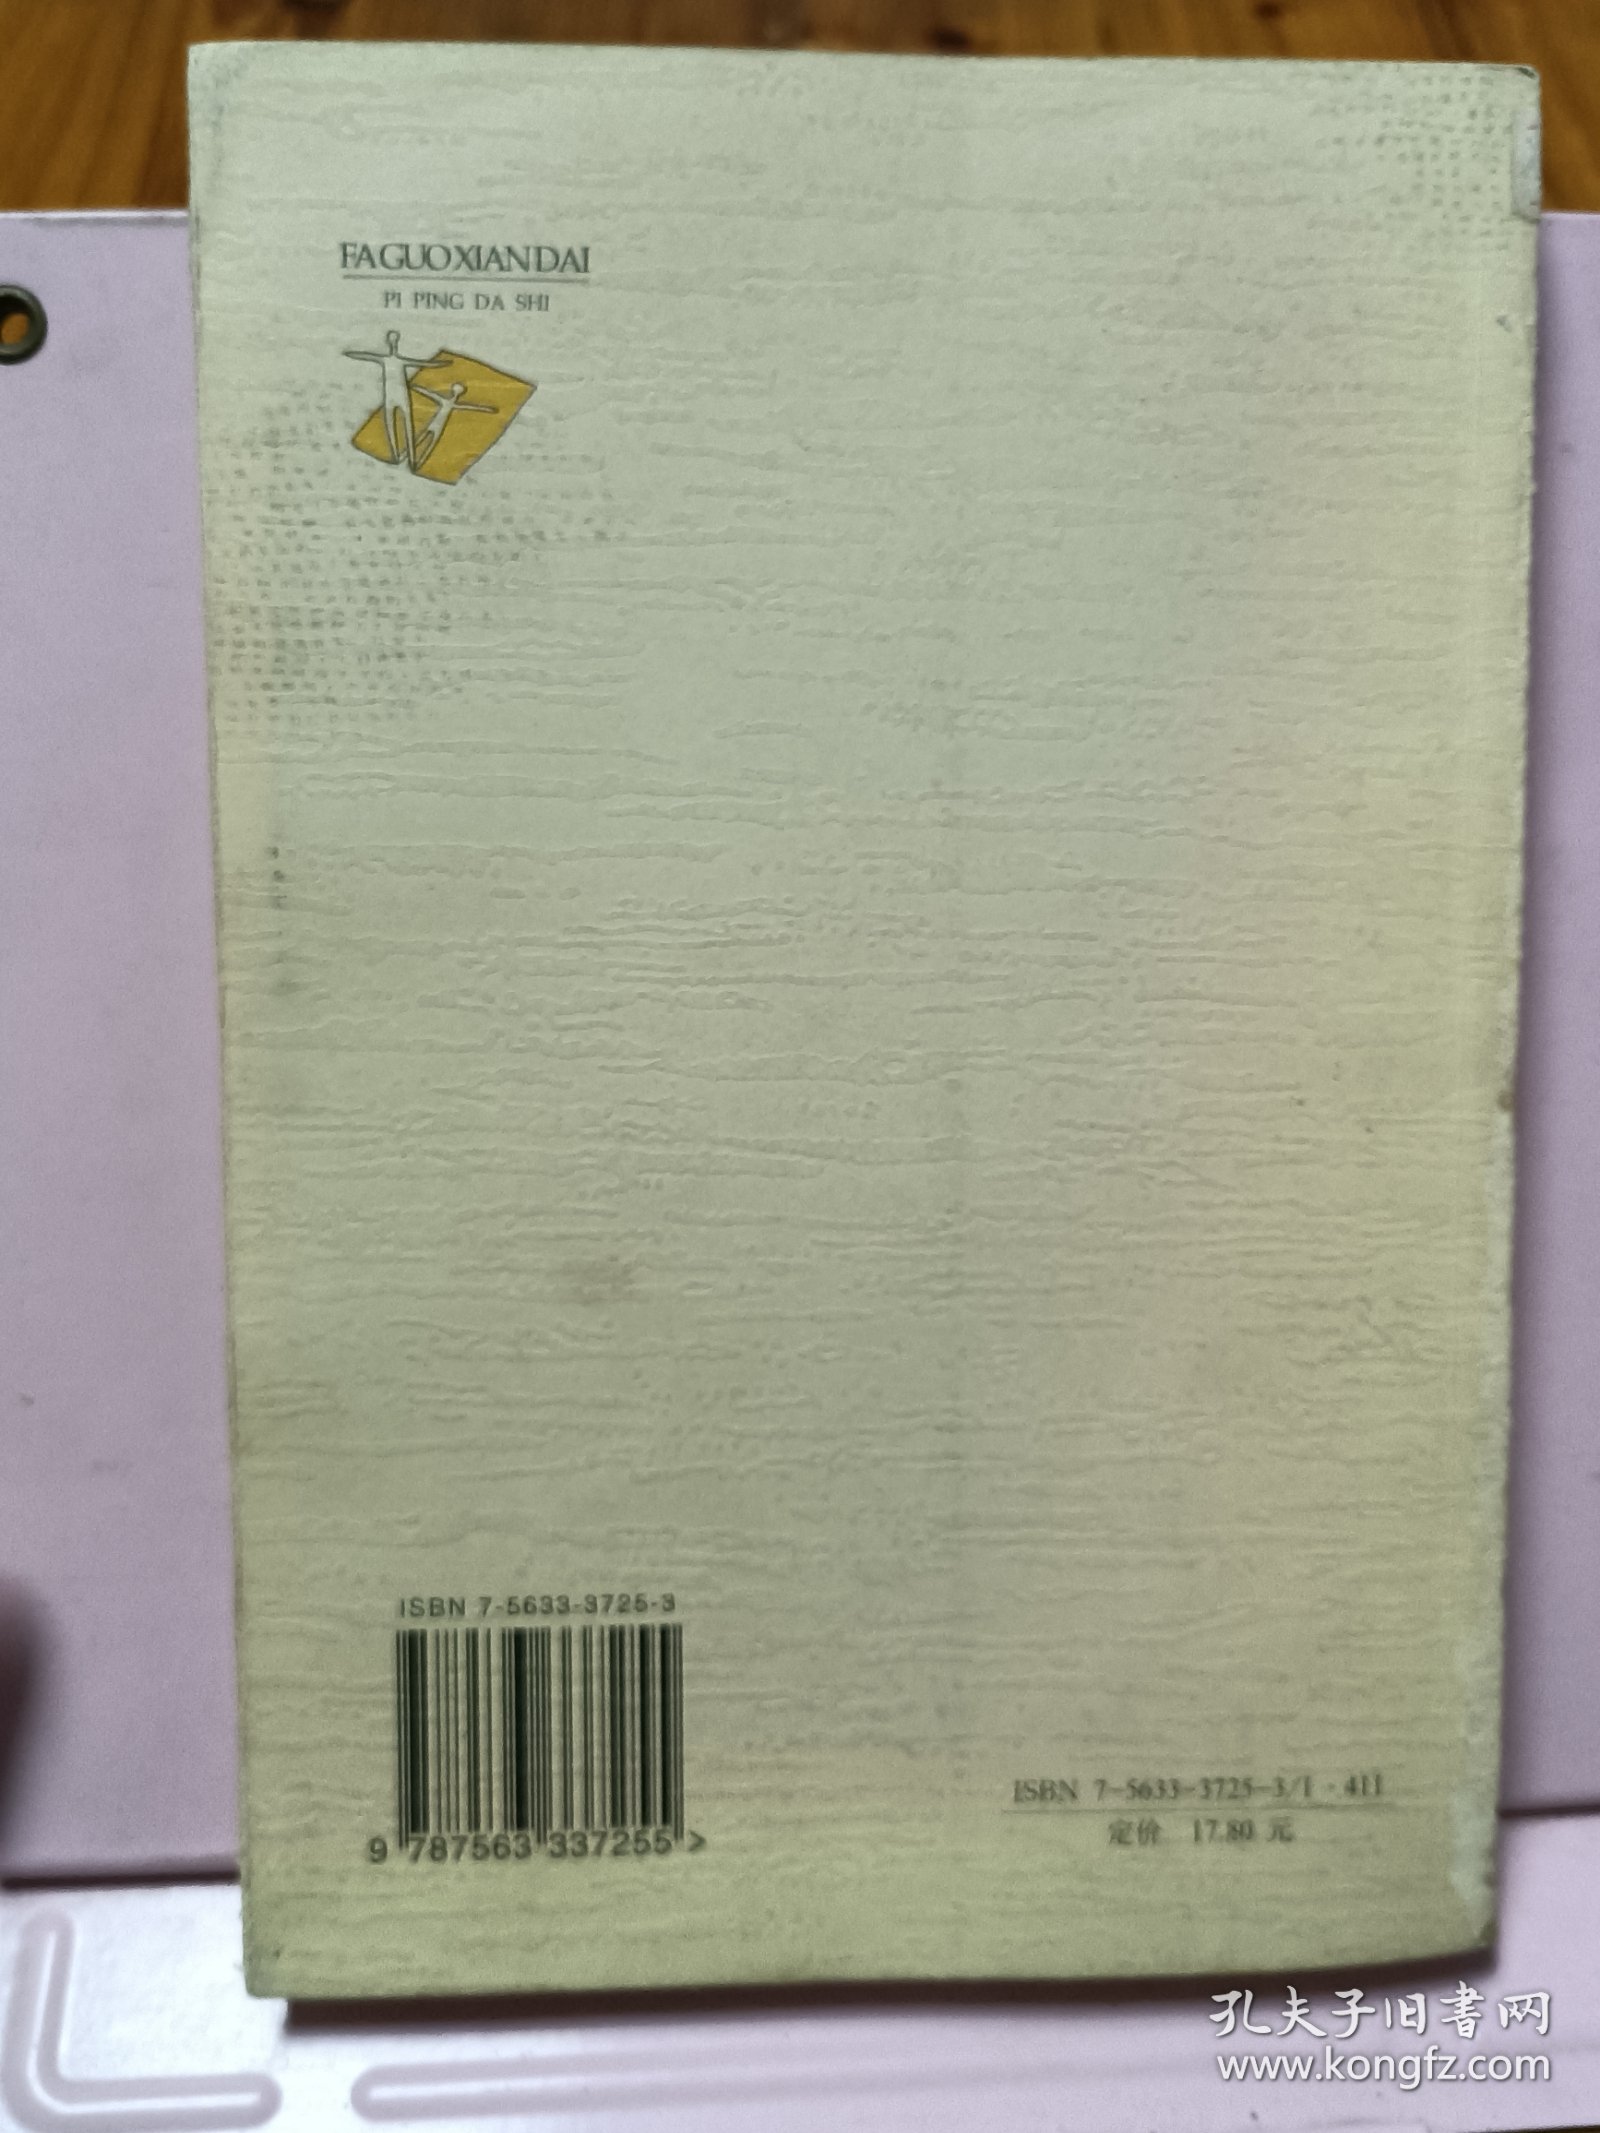 FAGUOXIANDAI
PI PING DA SHI
ISBN 7-5633-3725-3
9 787563 337255 >
ISBN 7-5633-3725-3/I·411
定价 17.80 元
孔夫子旧书网
www.kongfz.com